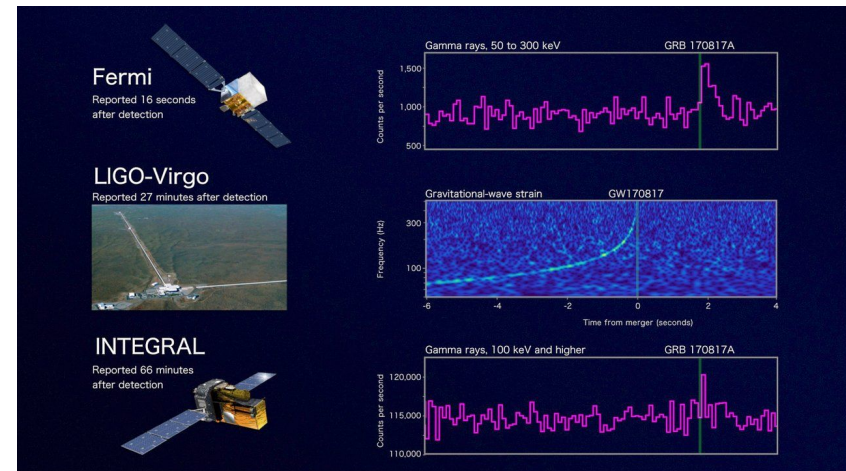 Fermi
Reported 16 seconds
after detection
Gamma rays, 50 to 300 keV
GRB 170817A
Counts per second
1,500
1,000
500
LIGO-Virgo
Reported 27 minutes after detection
Gravitational-wave strain
GW170817
Frequency (Hz)
300
100
-6
-4
-2
0
2
4
Time from merger (seconds)
INTEGRAL
Reported 66 minutes
after detection
Gamma rays, 100 keV and higher
GRB 170817A
Counts per second
120,000
115,000
110,000